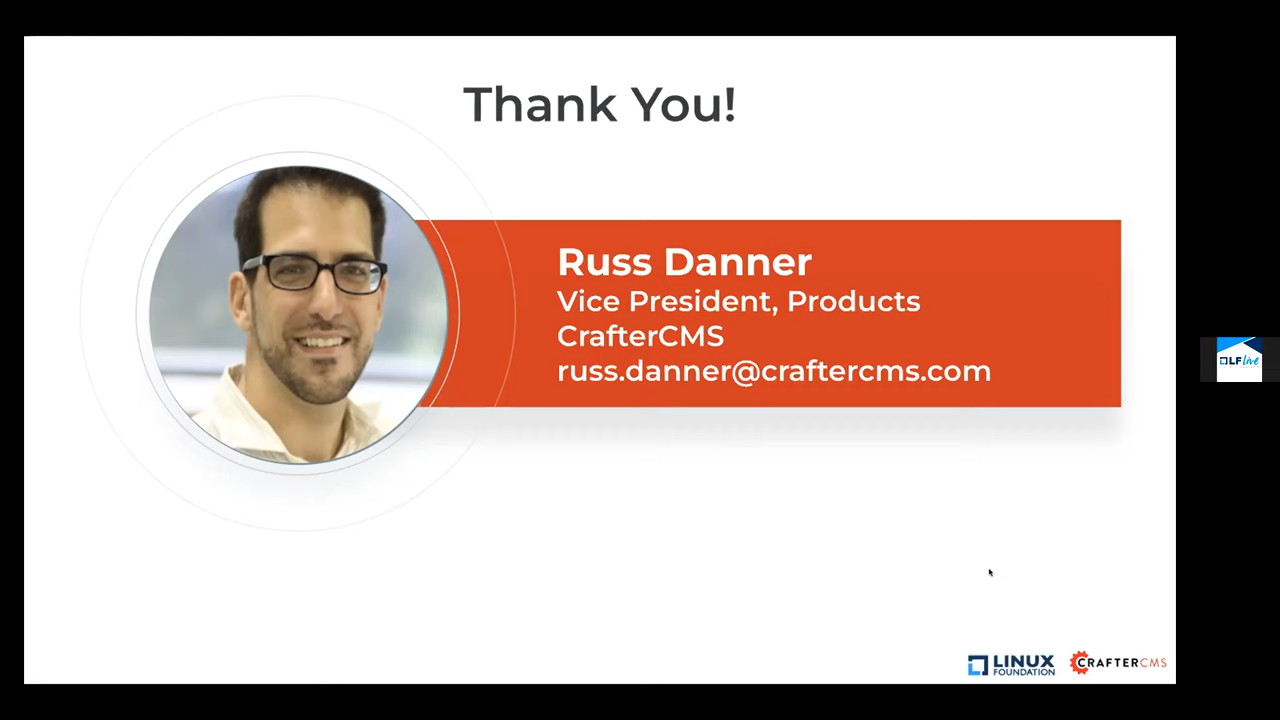 Thank You!
Russ Danner
Vice President, Products
CrafterCMS
russ.danner@craftercms.com
LF Live
LINUX
FOUNDATION
CRAFTERCMS